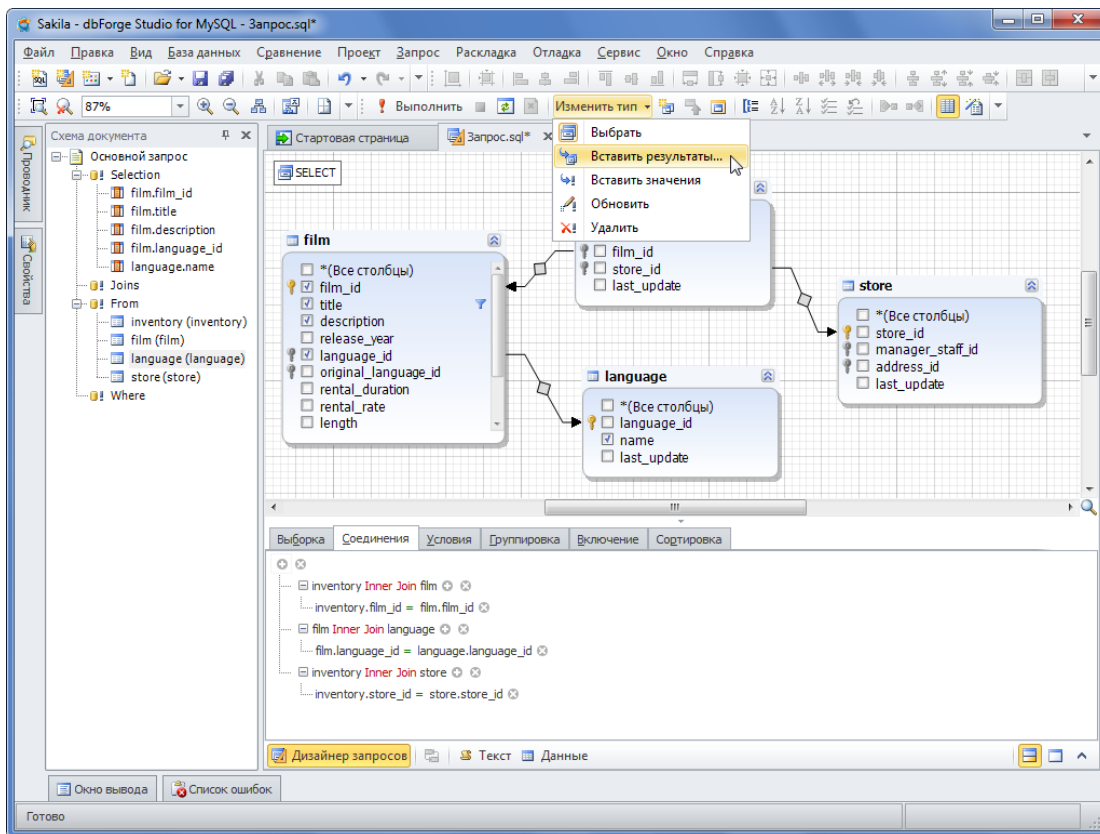 Sakila - dbForge Studio for MySQL - Запрос.sql*
Файл Правка Вид База данных Сравнение Проект Запрос Раскладка Отладка Сервис Окно Справка
SQL
87% Выполнить Изменить тип
Проводник
Свойства
Схема документа
Основной запрос
Selection
film.film_id
film.title
film.description
film.language_id
language.name
Joins
From
inventory (inventory)
film (film)
language (language)
store (store)
Where
Стартовая страница Запрос.sql*
Выбрать
Вставить результаты...
Вставить значения
Обновить
Удалить
SELECT
film
*(Все столбцы)
film_id
title
description
release_year
language_id
original_language_id
rental_duration
rental_rate
length
film_id
store_id
last_update
language
*(Все столбцы)
language_id
name
last_update
store
*(Все столбцы)
store_id
manager_staff_id
address_id
last_update
Выборка Соединения Условия Группировка Включение Сортировка
inventory Inner Join film
inventory.film_id = film.film_id
film Inner Join language
film.language_id = language.language_id
inventory Inner Join store
inventory.store_id = store.store_id
Дизайнер запросов Текст Данные
Окно вывода Список ошибок
Готово